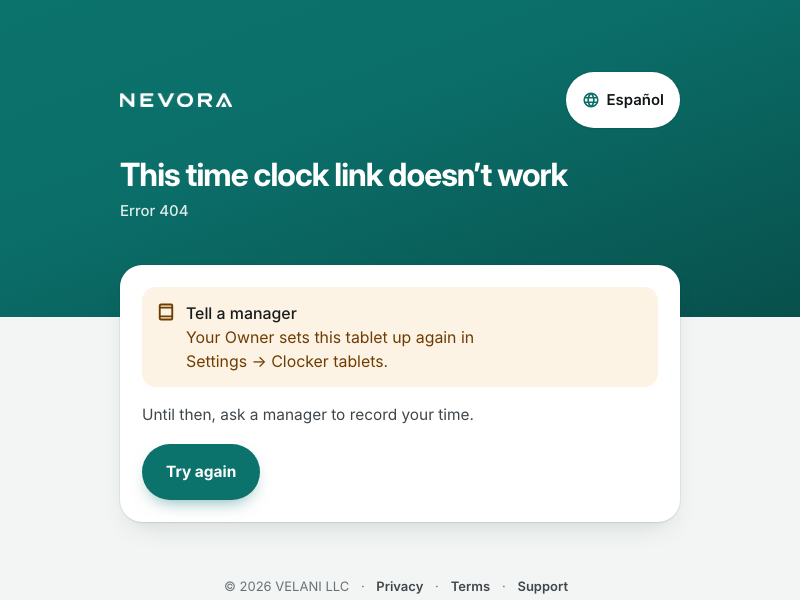 NEVORA
Español
This time clock link doesn’t work
Error 404
Tell a manager
Your Owner sets this tablet up again in
Settings → Clocker tablets.
Until then, ask a manager to record your time.
Try again
© 2026 VELANI LLC · Privacy · Terms · Support